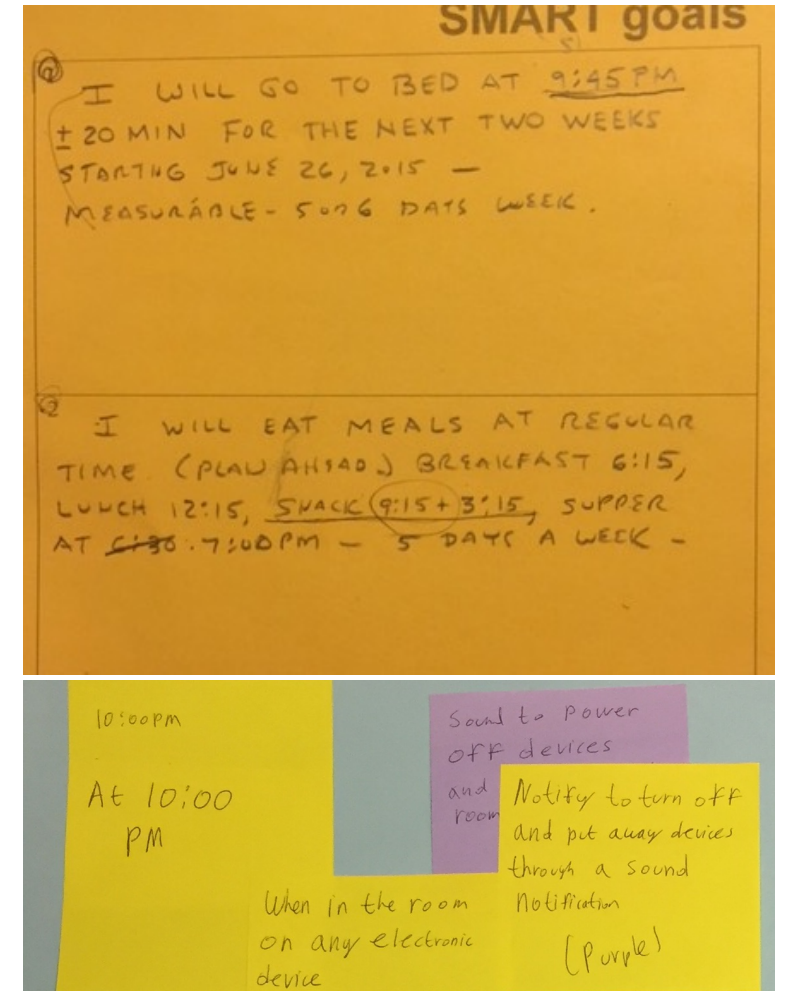 SMART goals
1
I WILL GO TO BED AT 9:45 PM
± 20 MIN FOR THE NEXT TWO WEEKS
STARTING JUNE 26, 2015 —
MEASURABLE - 5 OR 6 DAYS WEEK.
2
I WILL EAT MEALS AT REGULAR
TIME (PLAN AHEAD.) BREAKFAST 6:15,
LUNCH 12:15, SNACK 9:15 + 3:15, SUPPER
AT 6:30 . 7:00PM — 5 DAYS A WEEK -
10:00pm
At 10:00
PM
When in the room
on any electronic
device
Sound to power
off devices
and
room
Notify to turn off
and put away devices
through a sound
notification
(Purple)